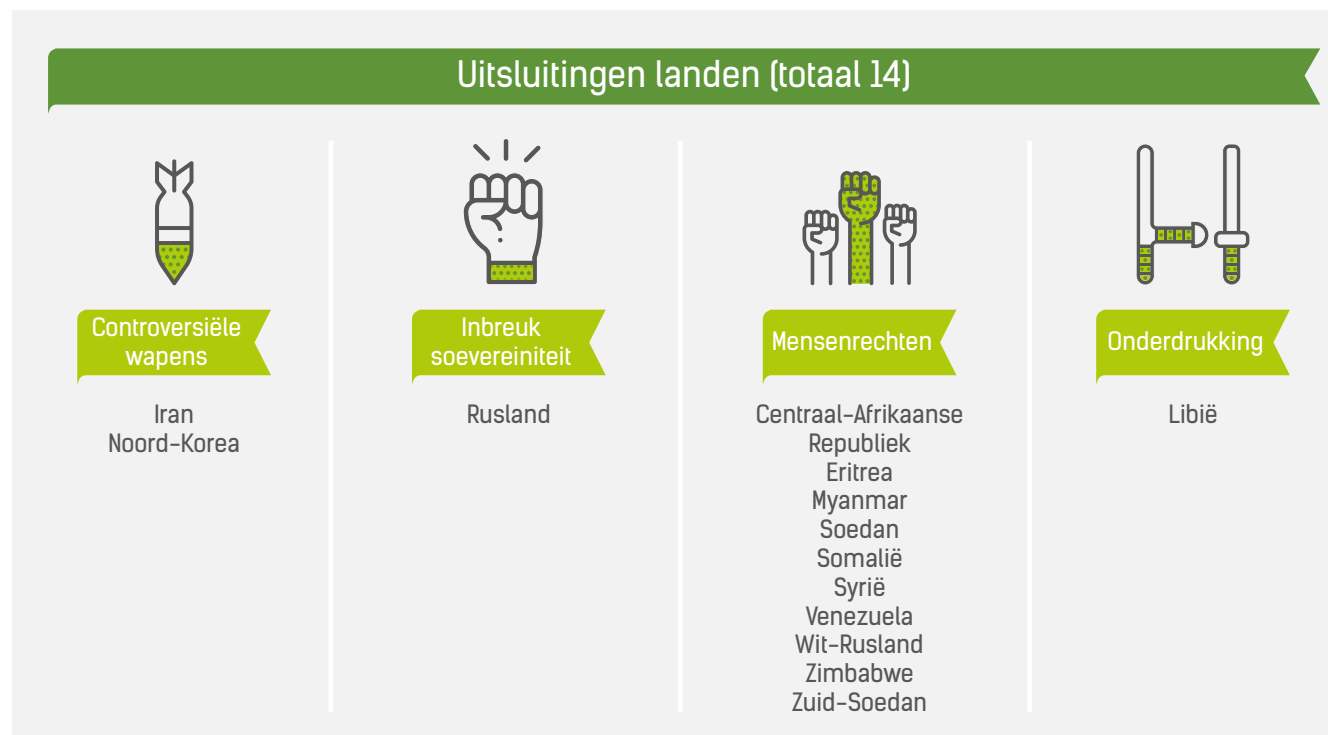 Uitsluitingen landen (totaal 14)
Controversiële
wapens
Iran
Noord-Korea
Inbreuk
soevereiniteit
Rusland
Mensenrechten
Centraal-Afrikaanse
Republiek
Eritrea
Myanmar
Soedan
Somalië
Syrië
Venezuela
Wit-Rusland
Zimbabwe
Zuid-Soedan
Onderdrukking
Libië